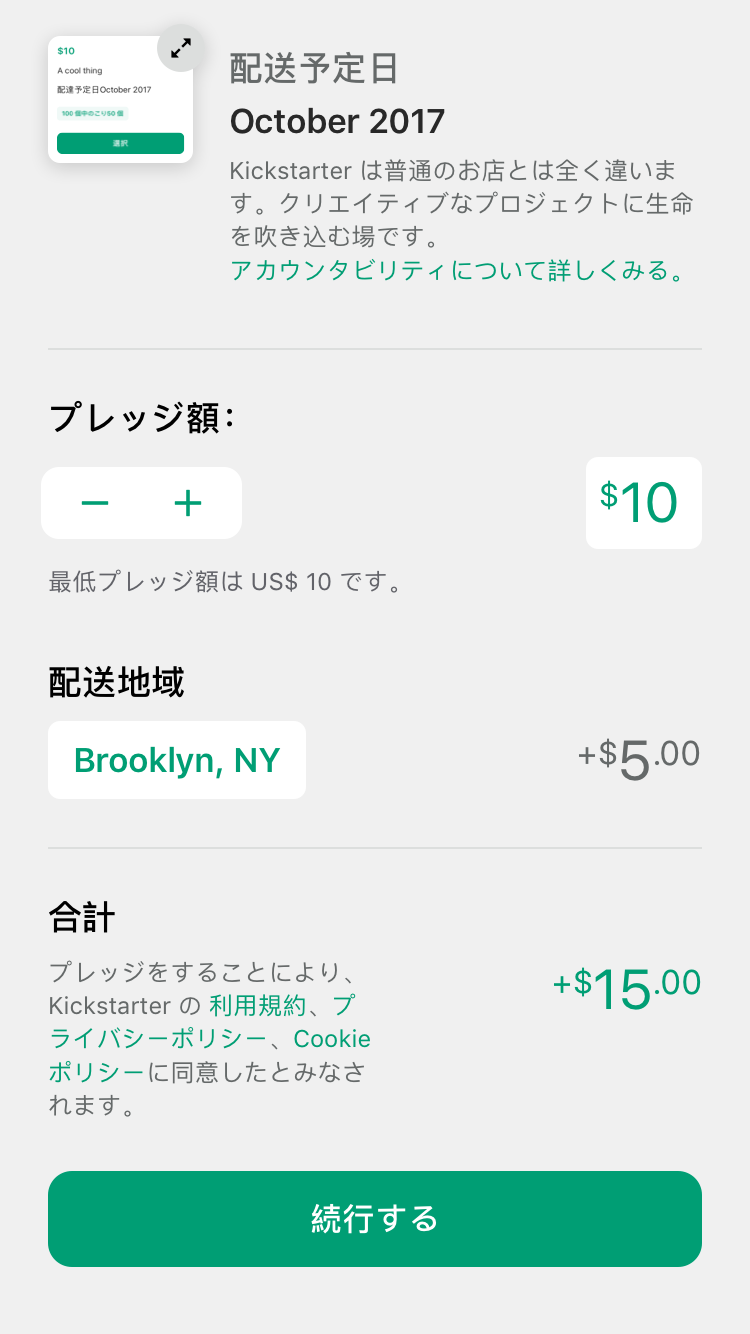 $10
A cool thing
配達予定日October 2017
100 個中のこり50 個
選択
配送予定日
October 2017
Kickstarter は普通のお店とは全く違いま
す。クリエイティブなプロジェクトに生命
を吹き込む場です。
アカウンタビリティについて詳しくみる。
プレッジ額：
− +
$10
最低プレッジ額は US$ 10 です。
配送地域
Brooklyn, NY
+$5.00
合計
プレッジをすることにより、
Kickstarter の 利用規約、プ
ライバシーポリシー、Cookie
ポリシーに同意したとみなさ
れます。
+$15.00
続行する